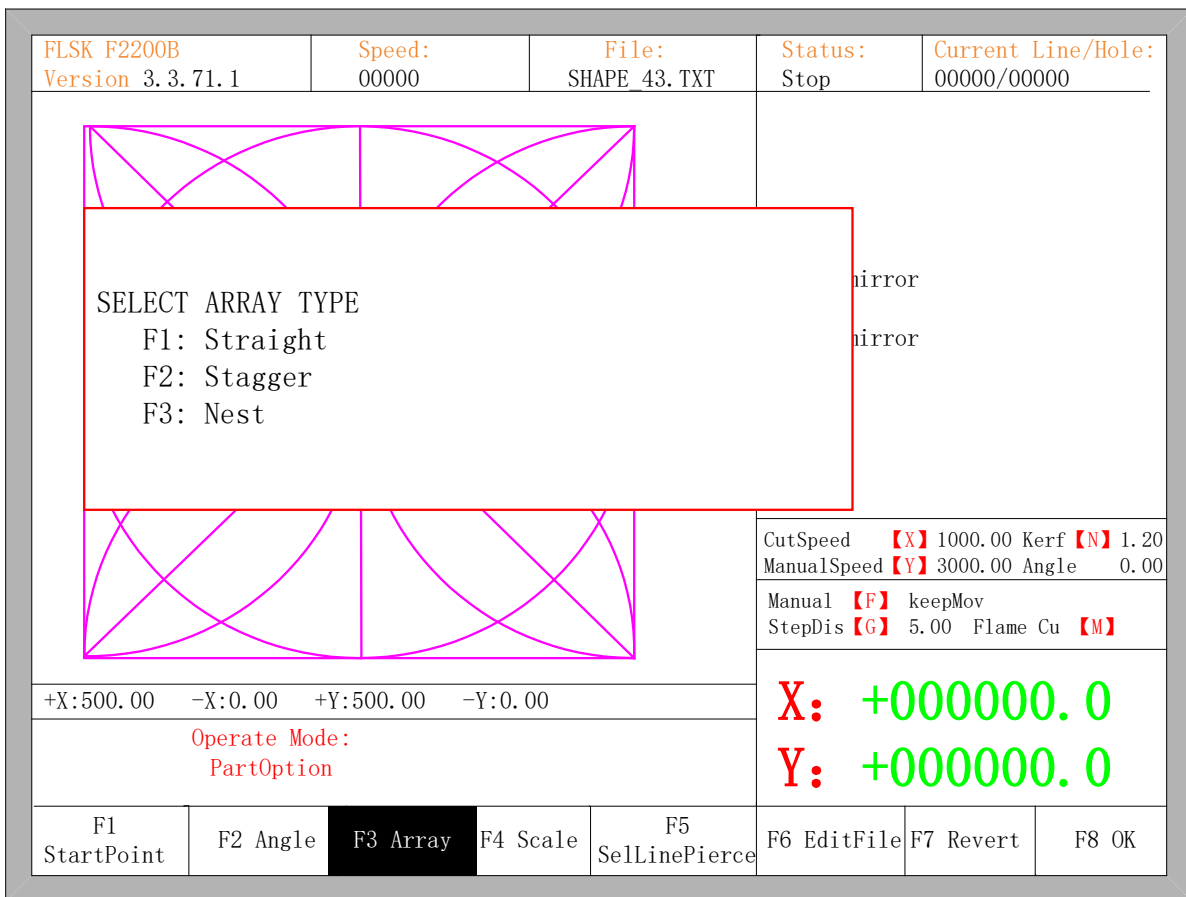 FLSK F2200B
Version 3.3.71.1
Speed:
00000
File:
SHAPE_43.TXT
Status:
Stop
Current Line/Hole:
00000/00000
SELECT ARRAY TYPE
F1: Straight
F2: Stagger
F3: Nest
irror
irror
CutSpeed 【X】 1000.00 Kerf【N】1.20
ManualSpeed【Y】3000.00 Angle 0.00
Manual 【F】 keepMov
StepDis【G】 5.00 Flame Cu 【M】
+X:500.00 -X:0.00 +Y:500.00 -Y:0.00
X: +000000.0
Y: +000000.0
Operate Mode:
PartOption
F1
StartPoint
F2 Angle
F3 Array
F4 Scale
F5
SelLinePierce
F6 EditFile
F7 Revert
F8 OK